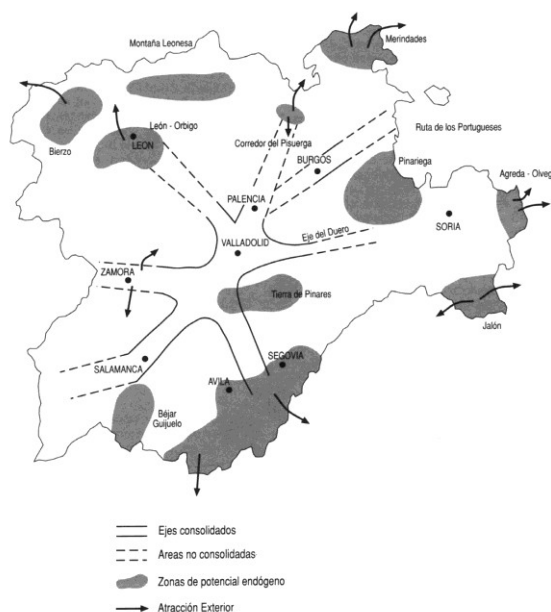 Merindades
Montaña Leonesa
León - Orbigo
LEON
Bierzo
Corredor del Pisuerga
BURGOS
Ruta de los Portugueses
Pinariega
Agreda - Olveg
PALENCIA
SORIA
Eje del Duero
VALLADOLID
ZAMORA
Tierra de Pinares
Jalón
SEGOVIA
SALAMANCA
AVILA
Béjar
Guijuelo
Ejes consolidados
Areas no consolidadas
Zonas de potencial endógeno
Atracción Exterior